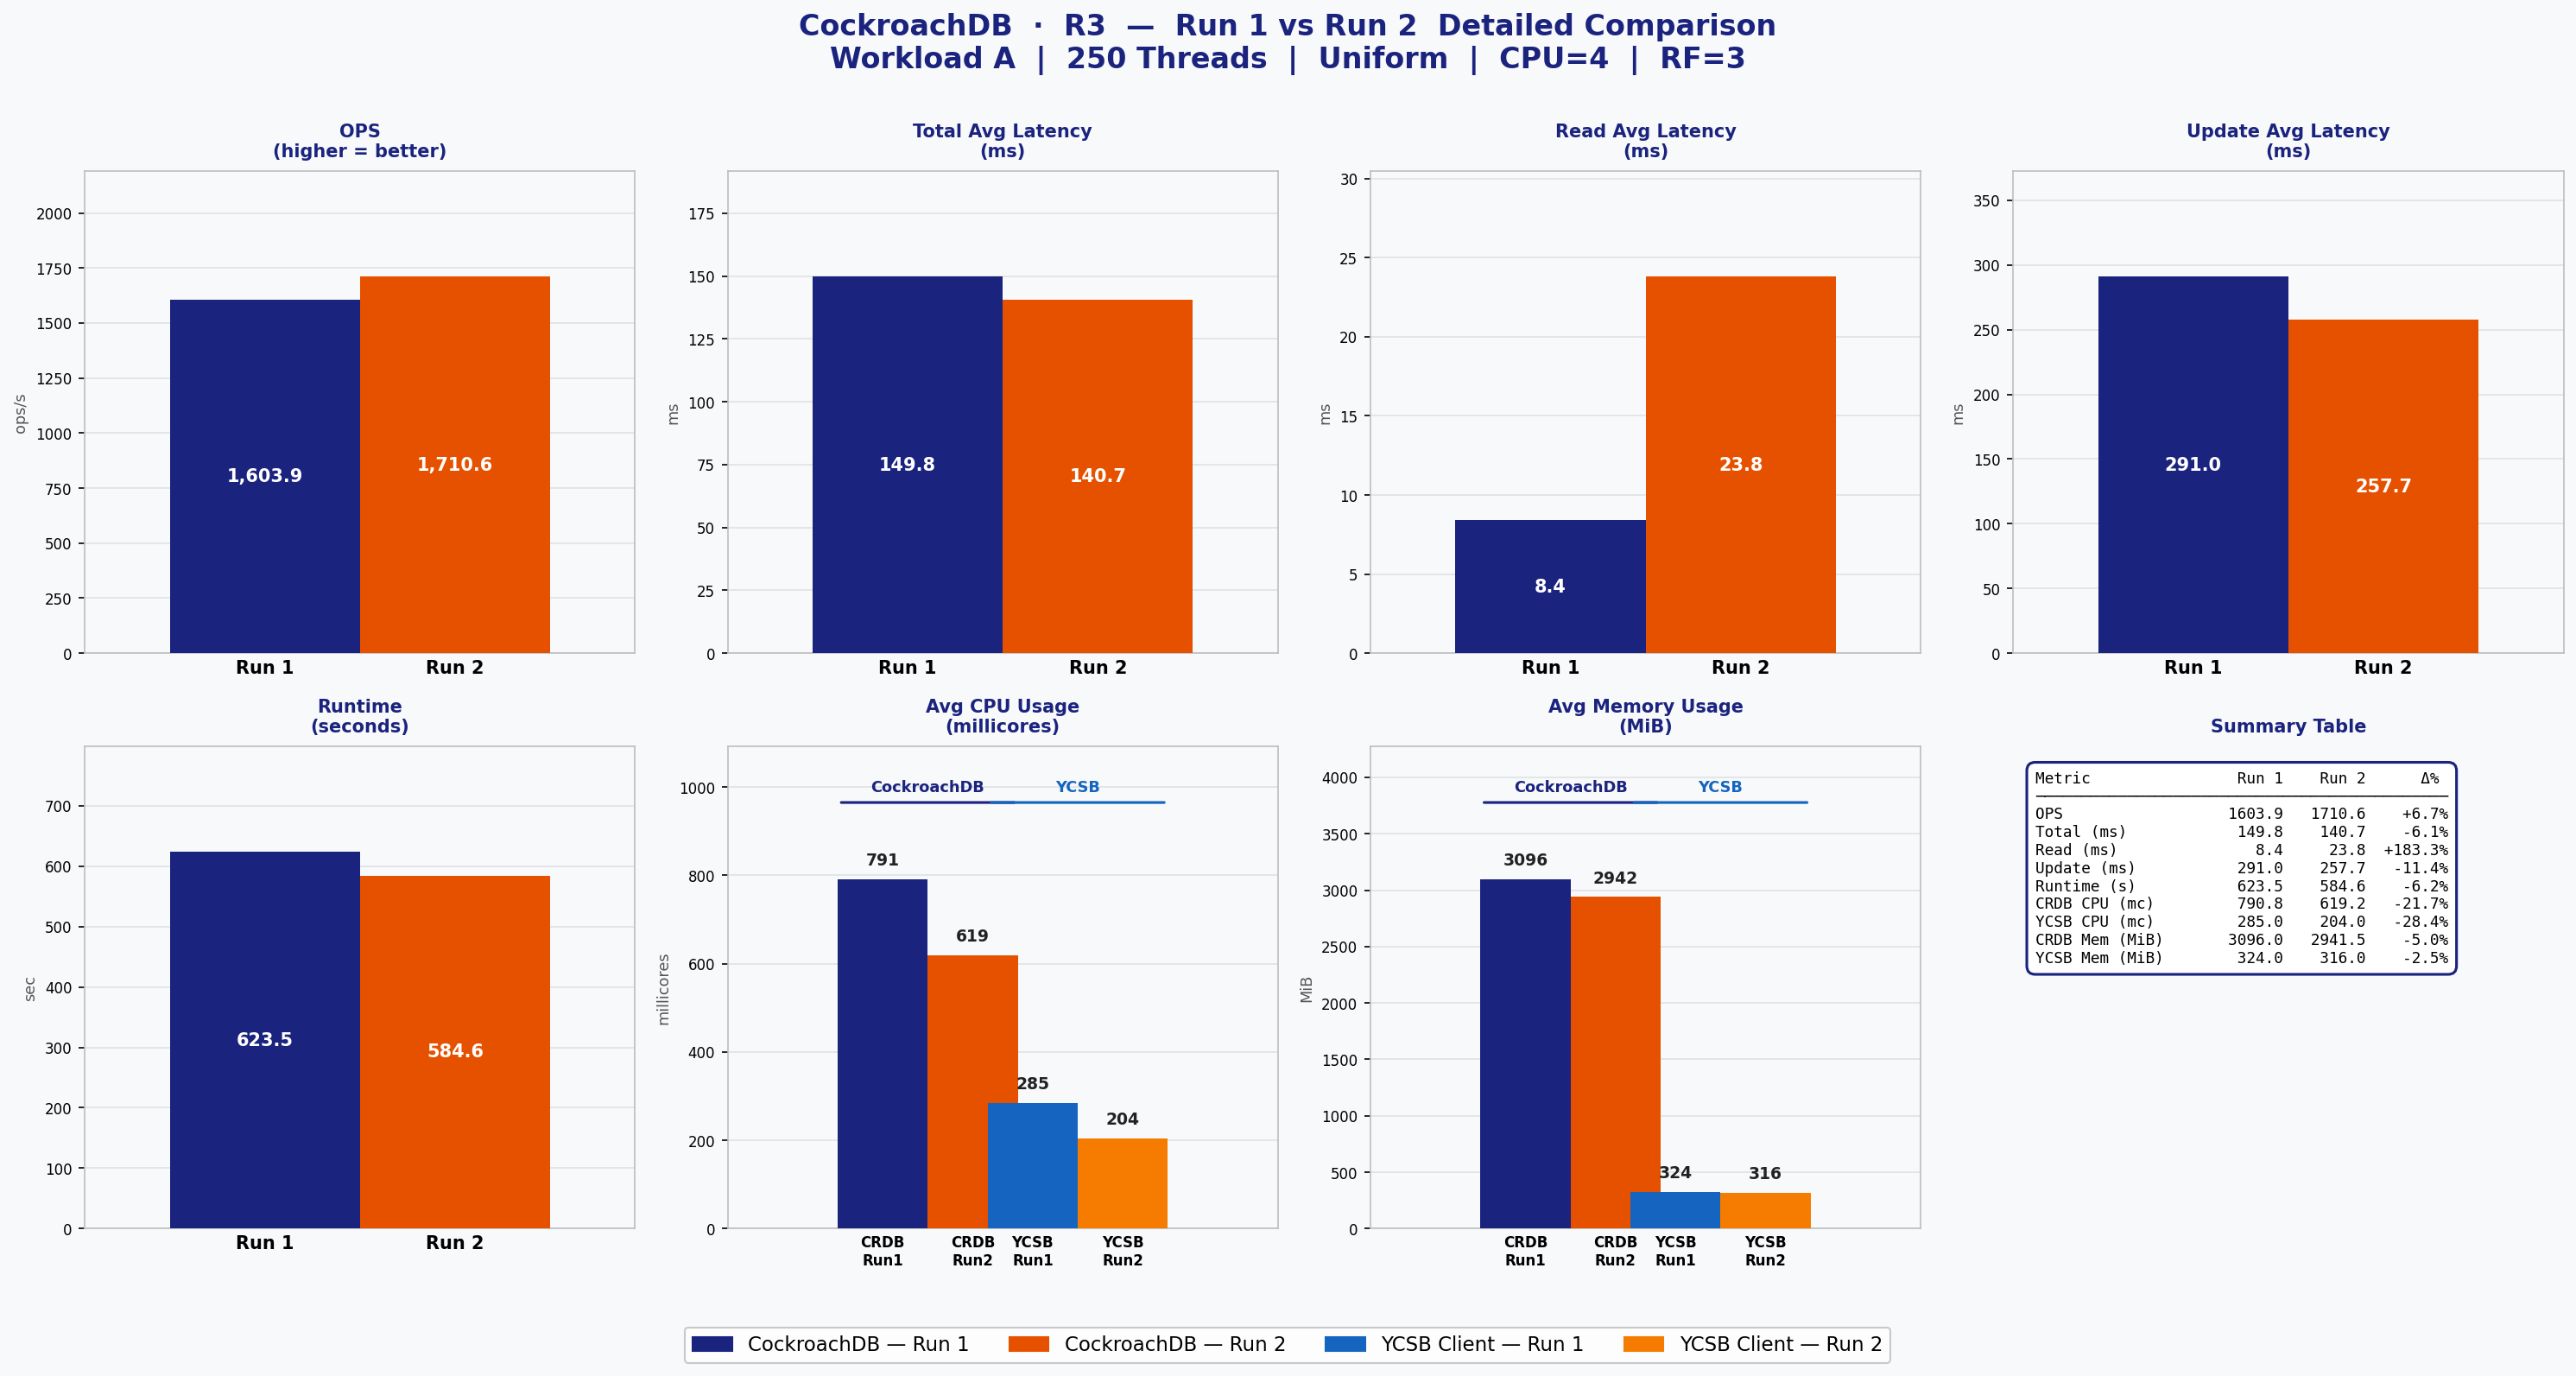 CockroachDB · R3 — Run 1 vs Run 2 Detailed Comparison
Workload A | 250 Threads | Uniform | CPU=4 | RF=3
OPS
(higher = better)
ops/s
2000
1750
1500
1250
1000
750
500
250
0
1,603.9
1,710.6
Run 1
Run 2
Total Avg Latency
(ms)
ms
175
150
125
100
75
50
25
0
149.8
140.7
Run 1
Run 2
Read Avg Latency
(ms)
ms
30
25
20
15
10
5
0
8.4
23.8
Run 1
Run 2
Update Avg Latency
(ms)
ms
350
300
250
200
150
100
50
0
291.0
257.7
Run 1
Run 2
Runtime
(seconds)
sec
700
600
500
400
300
200
100
0
623.5
584.6
Run 1
Run 2
Avg CPU Usage
(millicores)
millicores
1000
800
600
400
200
0
CockroachDB
YCSB
791
619
285
204
CRDB
Run1
CRDB
Run2
YCSB
Run1
YCSB
Run2
Avg Memory Usage
(MiB)
MiB
4000
3500
3000
2500
2000
1500
1000
500
0
CockroachDB
YCSB
3096
2942
324
316
CRDB
Run1
CRDB
Run2
YCSB
Run1
YCSB
Run2
Summary Table
Metric Run 1 Run 2 Δ%
OPS 1603.9 1710.6 +6.7%
Total (ms) 149.8 140.7 -6.1%
Read (ms) 8.4 23.8 +183.3%
Update (ms) 291.0 257.7 -11.4%
Runtime (s) 623.5 584.6 -6.2%
CRDB CPU (mc) 790.8 619.2 -21.7%
YCSB CPU (mc) 285.0 204.0 -28.4%
CRDB Mem (MiB) 3096.0 2941.5 -5.0%
YCSB Mem (MiB) 324.0 316.0 -2.5%
CockroachDB — Run 1
CockroachDB — Run 2
YCSB Client — Run 1
YCSB Client — Run 2